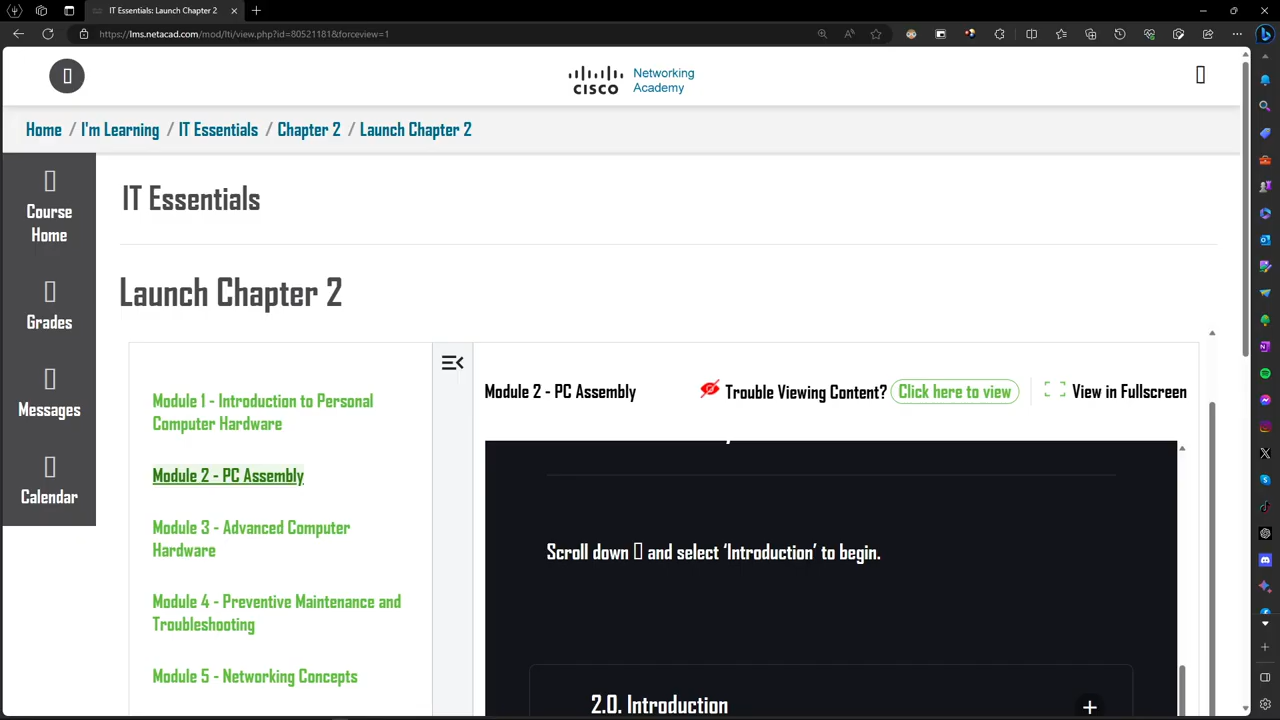 IT Essentials: Launch Chapter 2
https://lms.netacad.com/mod/lti/view.php?id=80521181&forceview=1
CISCO
Networking
Academy
Home / I'm Learning / IT Essentials / Chapter 2 / Launch Chapter 2
Course
Home
Grades
Messages
Calendar
IT Essentials
Launch Chapter 2
Module 1 - Introduction to Personal
Computer Hardware
Module 2 - PC Assembly
Module 3 - Advanced Computer
Hardware
Module 4 - Preventive Maintenance and
Troubleshooting
Module 5 - Networking Concepts
Module 2 - PC Assembly
Trouble Viewing Content? Click here to view
View in Fullscreen
Scroll down and select ‘Introduction’ to begin.
2.0. Introduction